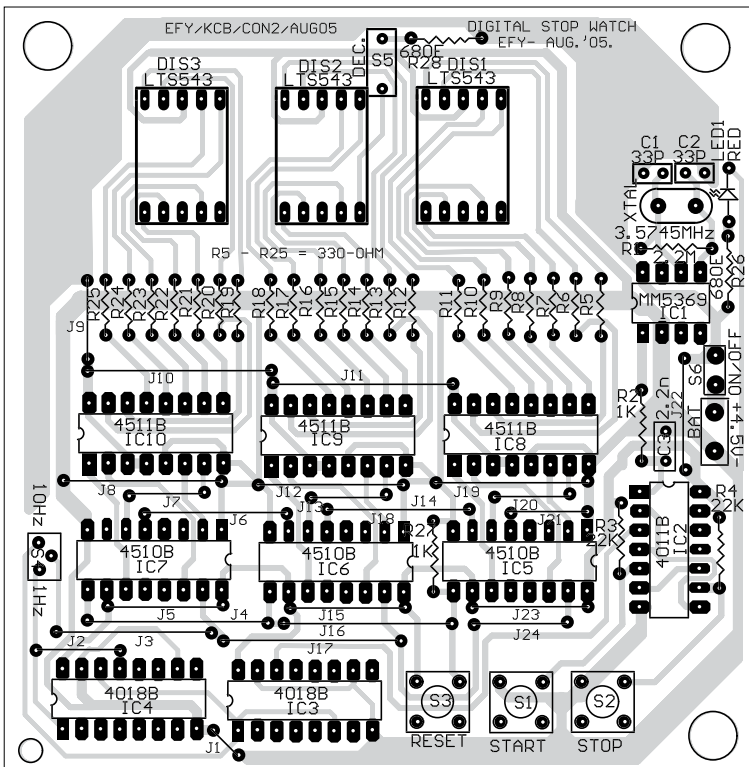 EFY/KCB/CON2/AUG05
DIGITAL STOP WATCH
EFY- AUG.'05.
DEC.
S5
680E
R28
DIS3
LTS543
DIS2
LTS543
DIS1
LTS543
C1
33P
C2
33P
LED1
RED
XTAL
3.5745MHz
R1
2.2M
680E
R26
R5 - R25 = 330-OHM
MM5369
IC1
R25
R24
R23
R22
R21
R20
R19
R18
R17
R16
R15
R14
R13
R12
R11
R10
R9
R8
R7
R6
R5
J9
J10
J11
S6
ON/OFF
BAT
+4.5V-
R2
1K
2.2n
C3
J22
4511B
IC10
4511B
IC9
4511B
IC8
J8
J7
J12
J13
J14
J19
J20
J6
J18
J21
10Hz
S4
1Hz
4510B
IC7
4510B
IC6
4510B
IC5
R27
1K
R3
22K
4011B
IC2
R4
22K
J5
J4
J15
J23
J2
J3
J16
J24
J17
4018B
IC4
4018B
IC3
J1
S3
RESET
S1
START
S2
STOP